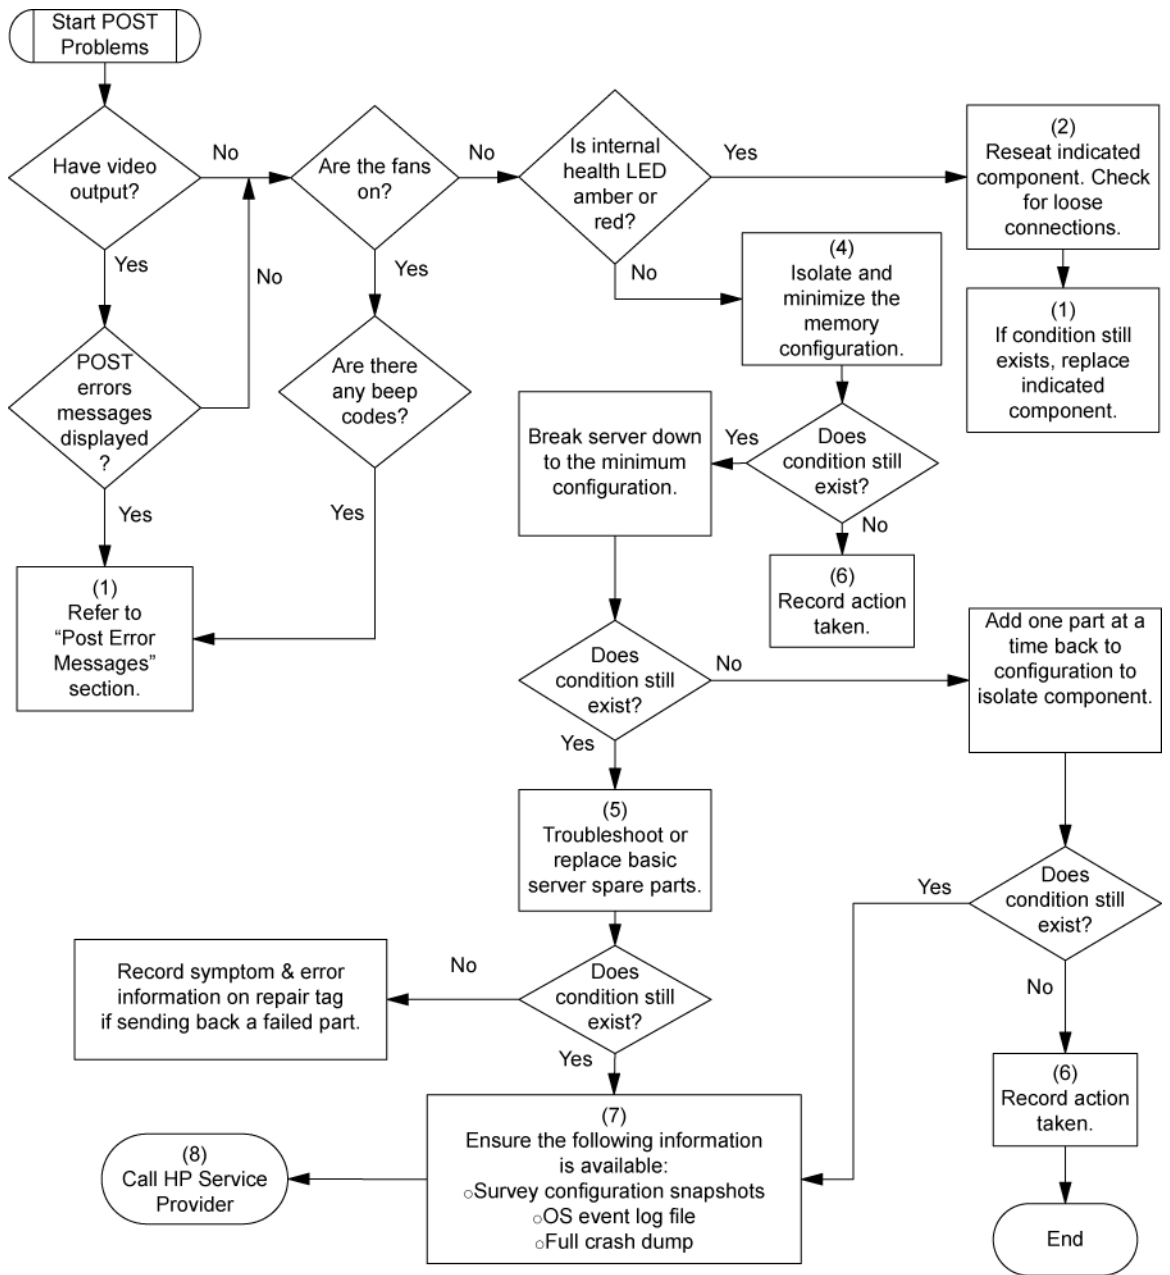 Start POST
Problems
Have video
output?
No
Are the fans
on?
No
Is internal
health LED
amber or
red?
Yes
(2)
Reseat indicated
component. Check
for loose
connections.
Yes
No
Yes
No
(4)
Isolate and
minimize the
memory
configuration.
(1)
If condition still
exists, replace
indicated
component.
POST
errors
messages
displayed
?
Are there
any beep
codes?
Break server down
to the minimum
configuration.
Yes
Does
condition still
exist?
Yes
Yes
No
(1)
Refer to
“Post Error
Messages”
section.
(6)
Record action
taken.
Does
condition still
exist?
No
Add one part at a
time back to
configuration to
isolate component.
Yes
(5)
Troubleshoot or
replace basic
server spare parts.
Yes
Does
condition still
exist?
Record symptom & error
information on repair tag
if sending back a failed part.
No
Does
condition still
exist?
No
Yes
(6)
Record action
taken.
(7)
Ensure the following information
is available:
○Survey configuration snapshots
○OS event log file
○Full crash dump
(8)
Call HP Service
Provider
End